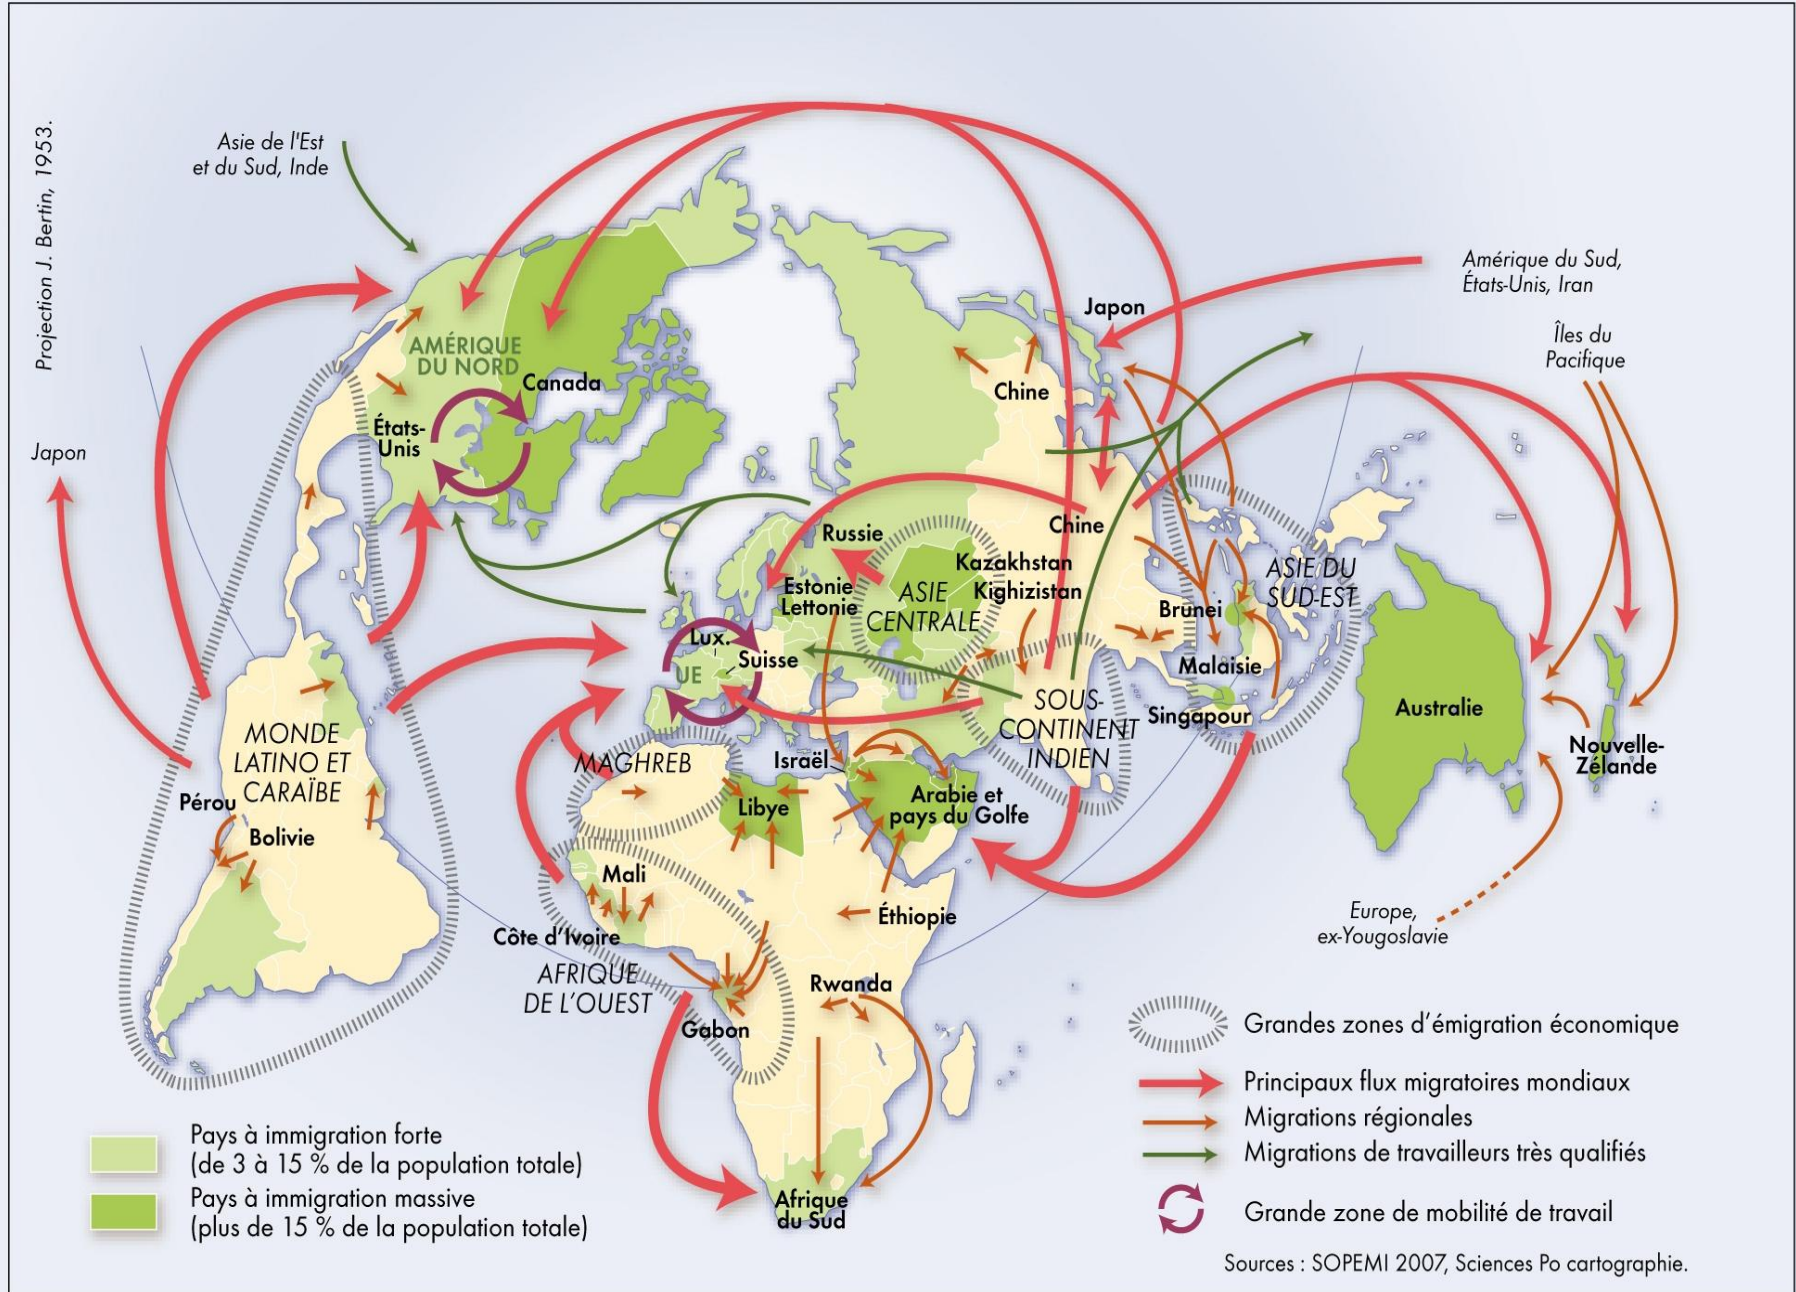 Projection J. Bertin, 1953.
Asie de l'Est
et du Sud, Inde
Amérique du Sud,
États-Unis, Iran
Japon
Îles du
Pacifique
AMÉRIQUE
DU NORD
Canada
Chine
États-
Unis
Japon
Chine
Russie
Kazakhstan
Kighizistan
ASIE
CENTRALE
Estonie
Lettonie
ASIE DU
SUD-EST
Brunei
Lux.
Suisse
UE
Malaisie
Singapour
SOUS-
CONTINENT
INDIEN
Australie
Nouvelle-
Zélande
MONDE
LATINO ET
CARAÏBE
MAGHREB
Israël
Pérou
Bolivie
Libye
Arabie et
pays du Golfe
Mali
Éthiopie
Europe,
ex-Yougoslavie
Côte d'Ivoire
AFRIQUE
DE L'OUEST
Rwanda
Gabon
Afrique
du Sud
Grandes zones d'émigration économique
Principaux flux migratoires mondiaux
Migrations régionales
Migrations de travailleurs très qualifiés
Grande zone de mobilité de travail
Pays à immigration forte
(de 3 à 15 % de la population totale)
Pays à immigration massive
(plus de 15 % de la population totale)
Sources : SOPEMI 2007, Sciences Po cartographie.